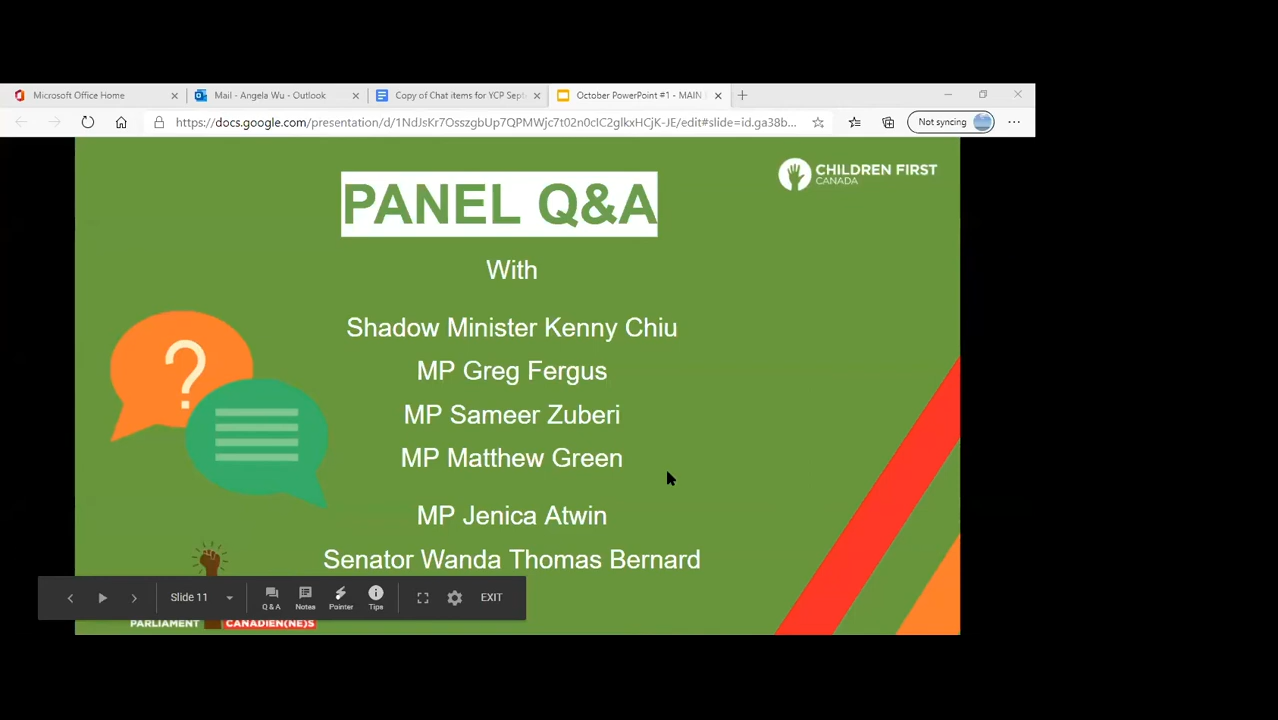 Microsoft Office Home
Mail - Angela Wu - Outlook
Copy of Chat items for YCP Sept
October PowerPoint #1 - MAIN
https://docs.google.com/presentation/d/1NdJsKr7OsszgbUp7QPMWjc7t02n0clC2glkxHCjK-JE/edit#slide=id.ga38b...
Not syncing
CHILDREN FIRST
CANADA
PANEL Q&A
With
Shadow Minister Kenny Chiu
MP Greg Fergus
?
MP Sameer Zuberi
MP Matthew Green
MP Jenica Atwin
Senator Wanda Thomas Bernard
Slide 11
Q & A
Notes
Pointer
Tips
EXIT
PARLIAMENT
CANADIEN(NE)S